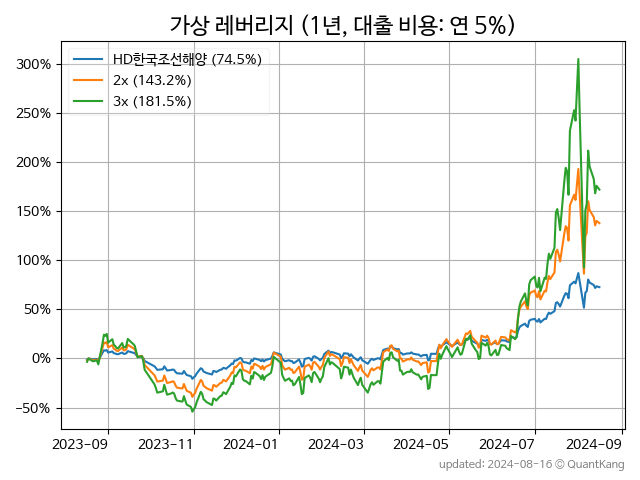 가상 레버리지 (1년, 대출 비용: 연 5%)
HD한국조선해양 (74.5%)
2x (143.2%)
3x (181.5%)
300%
250%
200%
150%
100%
50%
0%
−50%
2023-09 2023-11 2024-01 2024-03 2024-05 2024-07 2024-09
updated: 2024-08-16 © QuantKang